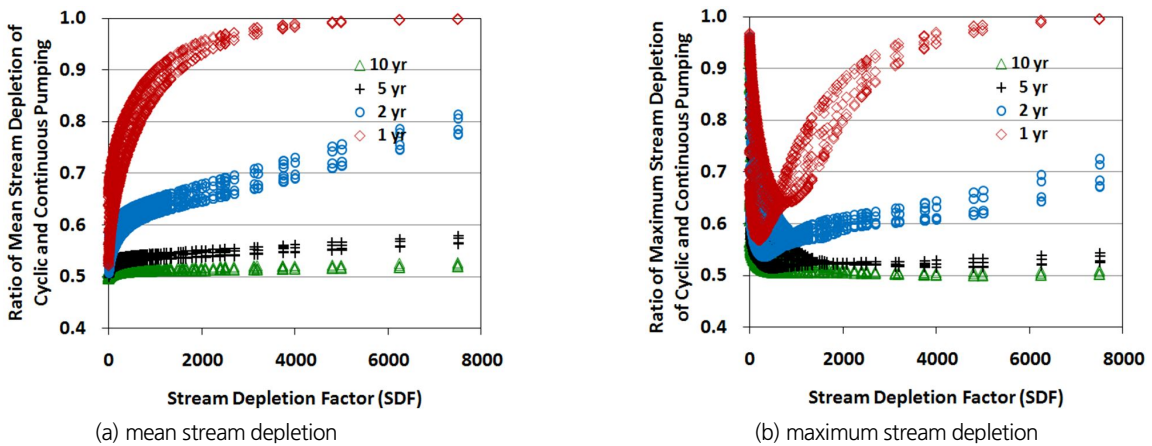 Ratio of Mean Stream Depletion of
Cyclic and Continuous Pumping
1.0
0.9
0.8
0.7
0.6
0.5
0.4
10 yr
5 yr
2 yr
1 yr
0
2000
4000
6000
8000
Stream Depletion Factor (SDF)
(a) mean stream depletion
Ratio of Maximum Stream Depletion
of Cyclic and Continuous Pumping
1.0
0.9
0.8
0.7
0.6
0.5
0.4
10 yr
5 yr
2 yr
1 yr
0
2000
4000
6000
8000
Stream Depletion Factor (SDF)
(b) maximum stream depletion